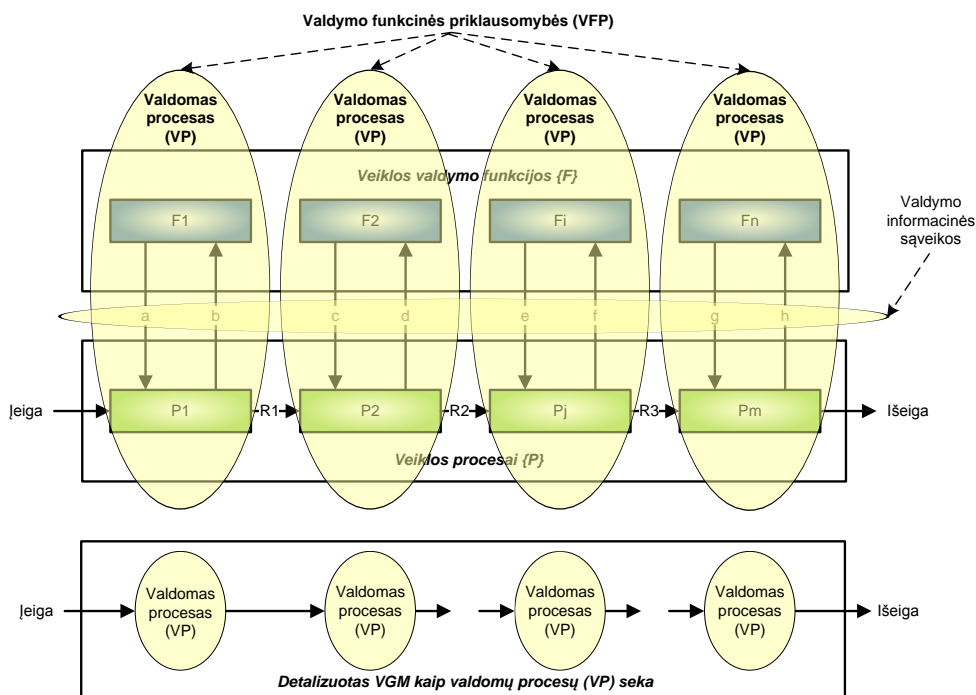 Valdymo funkcinės priklausomybės (VFP)
Valdomas
procesas
(VP)
Valdomas
procesas
(VP)
Valdomas
procesas
(VP)
Valdomas
procesas
(VP)
Veiklos valdymo funkcijos {F}
F1
F2
Fi
Fn
Valdymo
informacinės
sąveikos
a
b
c
d
e
f
g
h
Įeiga
P1
R1
P2
R2
Pj
R3
Pm
Išeiga
Veiklos procesai {P}
Įeiga
Valdomas
procesas
(VP)
Valdomas
procesas
(VP)
Valdomas
procesas
(VP)
Valdomas
procesas
(VP)
Išeiga
Detalizuotas VGM kaip valdomų procesų (VP) seka